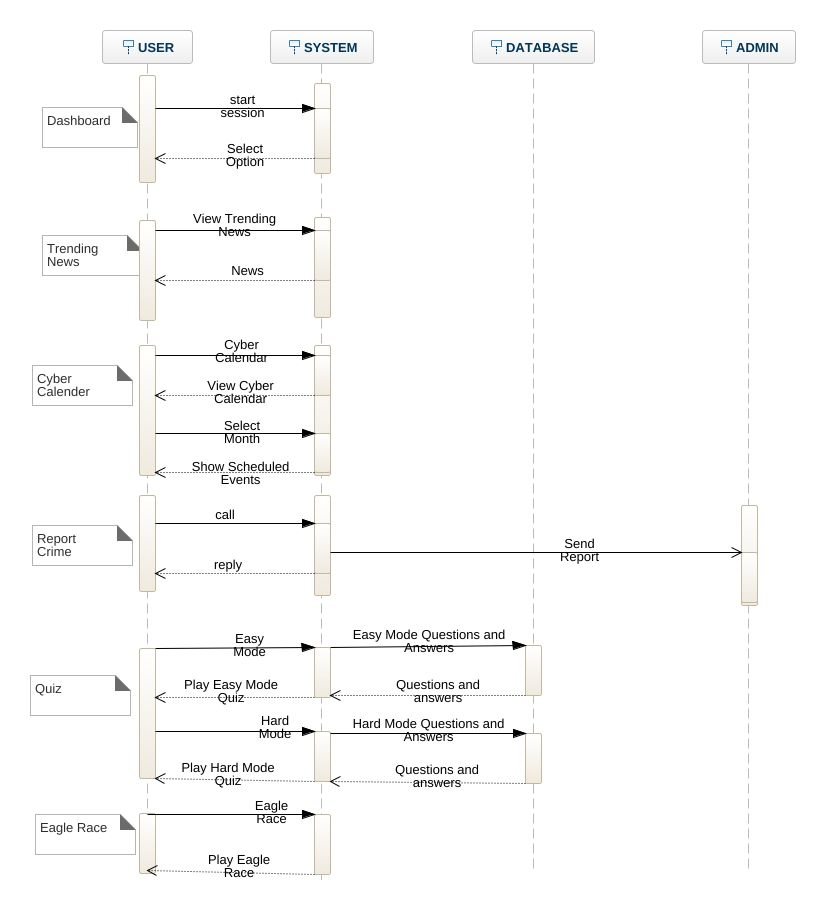 USER
SYSTEM
DATABASE
ADMIN
Dashboard
start
session
Select
Option
Trending
News
View Trending
News
News
Cyber
Calender
Cyber
Calendar
View Cyber
Calendar
Select
Month
Show Scheduled
Events
Report
Crime
call
Send
Report
reply
Quiz
Easy
Mode
Easy Mode Questions and
Answers
Play Easy Mode
Quiz
Questions and
answers
Hard
Mode
Hard Mode Questions and
Answers
Play Hard Mode
Quiz
Questions and
answers
Eagle Race
Eagle
Race
Play Eagle
Race